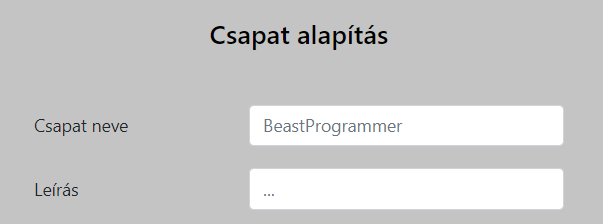 Csapat alapítás
Csapat neve BeastProgrammer
Leírás ...